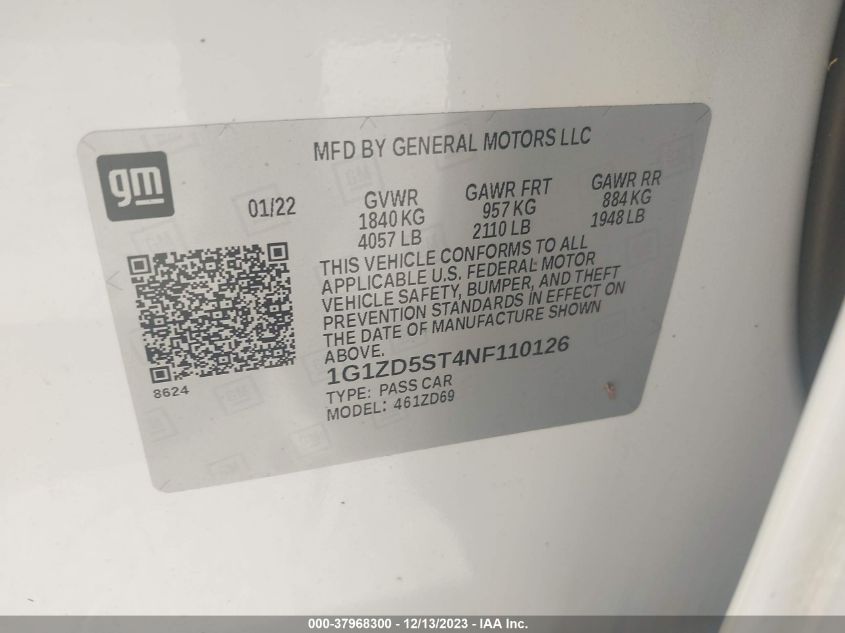 MFD BY GENERAL MOTORS LLC
gm
01/22
GVWR
1840 KG
4057 LB
GAWR FRT
957 KG
2110 LB
GAWR RR
884 KG
1948 LB
THIS VEHICLE CONFORMS TO ALL
APPLICABLE U.S. FEDERAL MOTOR
VEHICLE SAFETY, BUMPER, AND THEFT
PREVENTION STANDARDS IN EFFECT ON
THE DATE OF MANUFACTURE SHOWN
ABOVE.
1G1ZD5ST4NF110126
TYPE: PASS CAR
MODEL: 461ZD69
8624
000-37968300 - 12/13/2023 - IAA Inc.